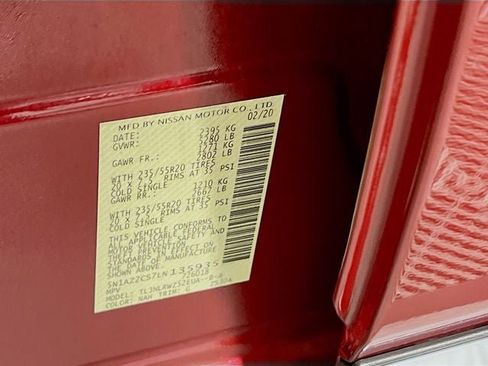 MFD BY NISSAN MOTOR CO., LTD
DATE: 02/20
GVWR: 2395 KG
5280 LB
GAWR FR.: 1271 KG
2802 LB
WITH 235/55R20 TIRES
20 X 7.5 RIMS AT 35 PSI
COLD SINGLE
GAWR RR.: 1210 KG
2667 LB
WITH 235/55R20 TIRES
20 X RIMS AT 35 PSI
COLD SINGLE
THIS VEHICLE CONFORMS TO
ALL APPLICABLE FEDERAL
MOTOR VEHICLE SAFETY AND
THEFT PREVENTION
STANDARDS IN EFFECT ON
THE DATE OF MANUFACTURE
SHOWN ABOVE.
5N1AZ2CS7LN135935
MPV
MODEL:
COLOR: NAH TRIM: G